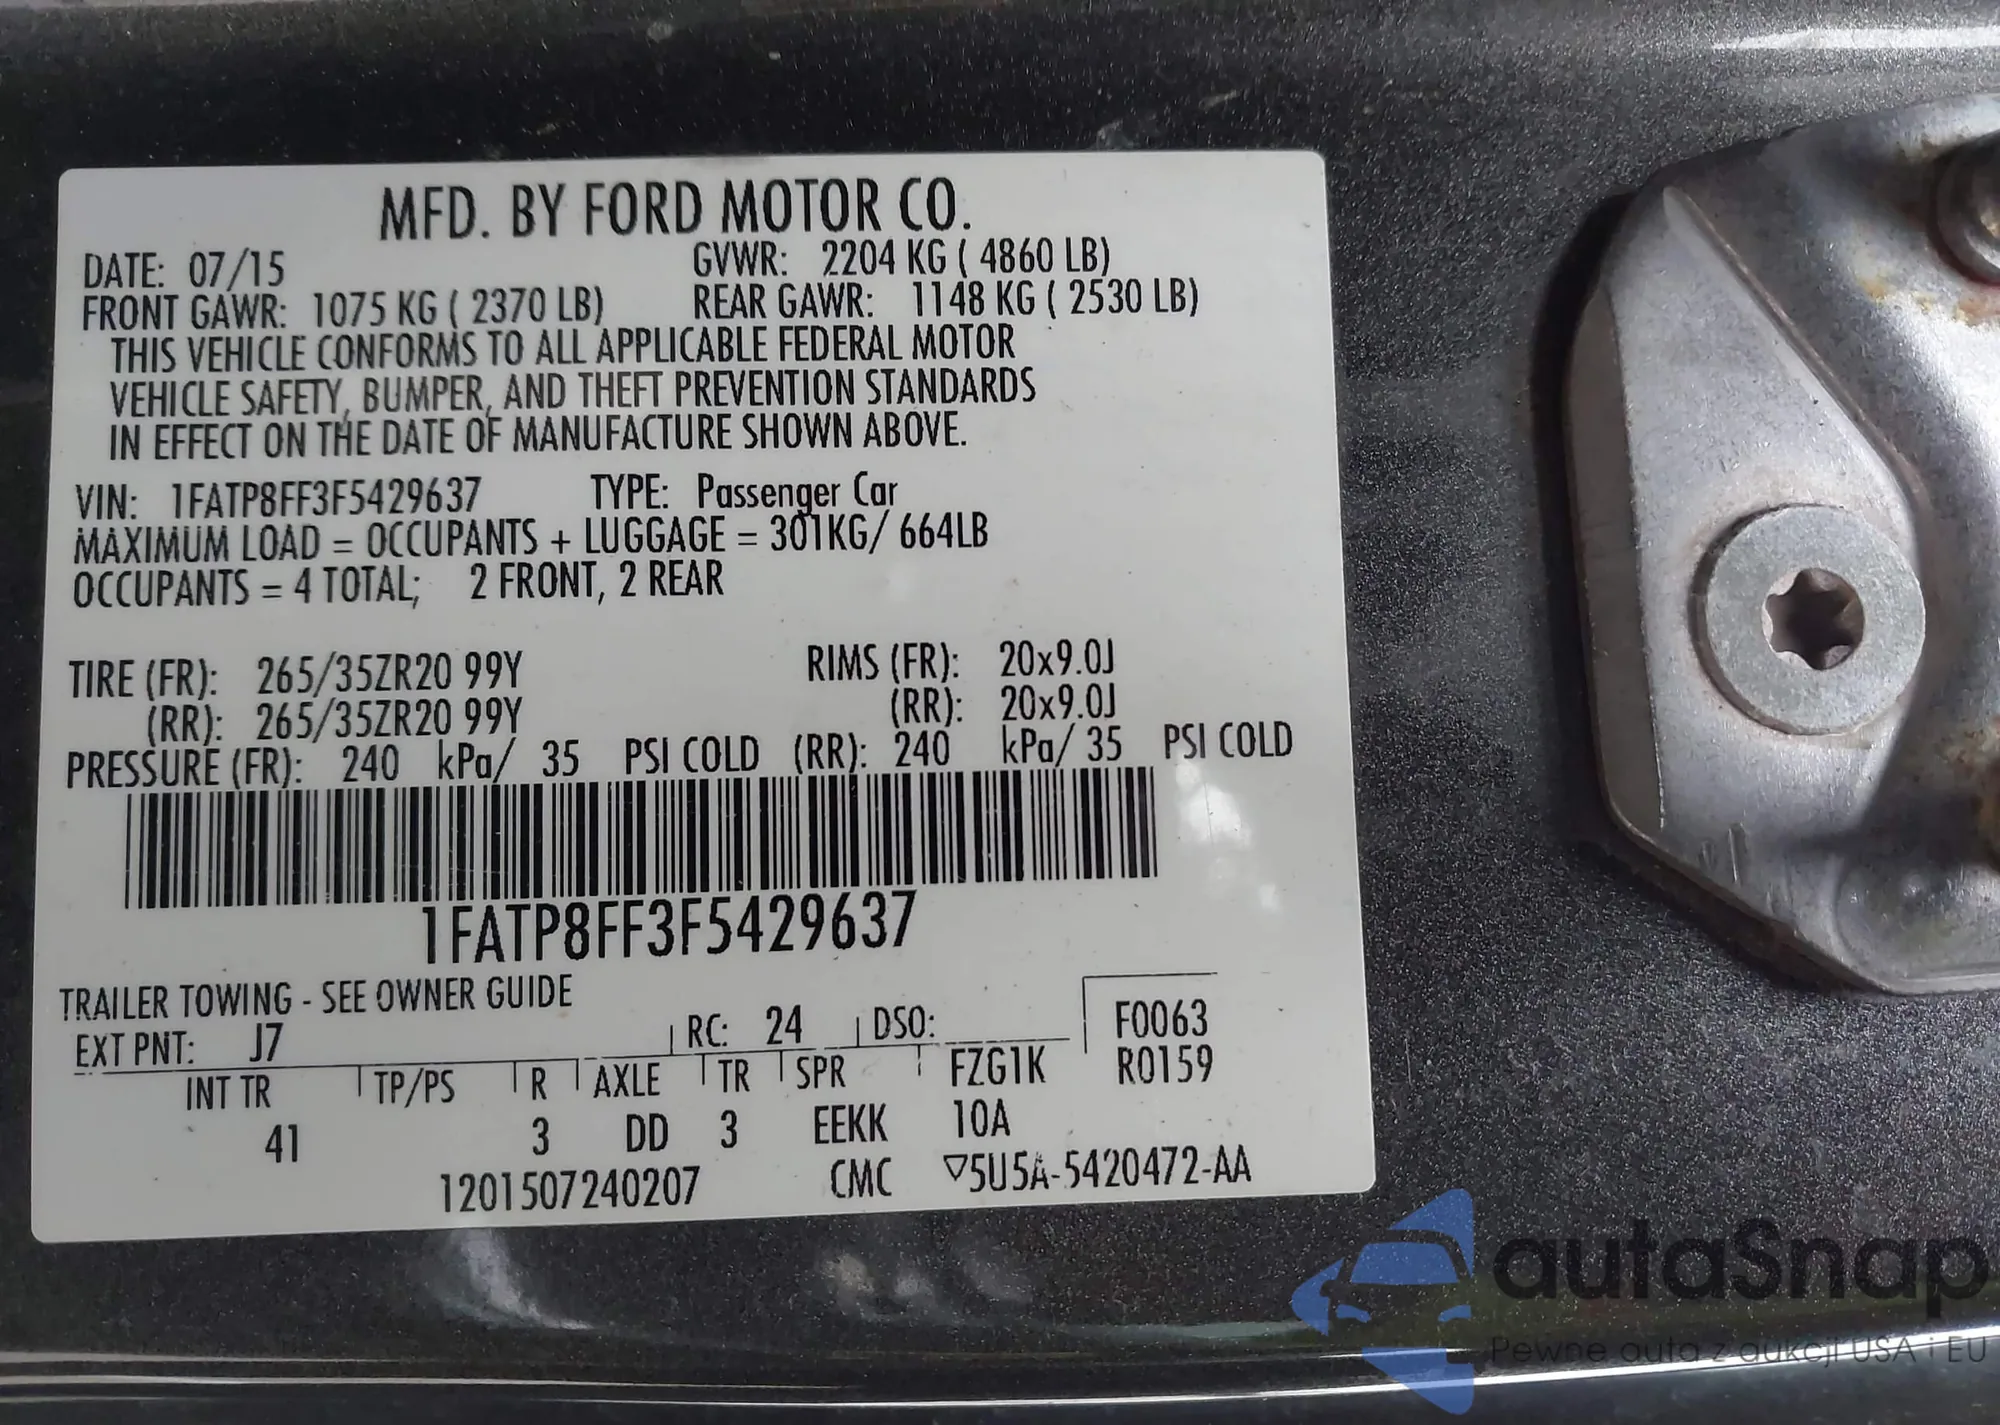 MFD. BY FORD MOTOR CO.
DATE: 07/15 GVWR: 2204 KG ( 4860 LB)
FRONT GAWR: 1075 KG ( 2370 LB) REAR GAWR: 1148 KG ( 2530 LB)
THIS VEHICLE CONFORMS TO ALL APPLICABLE FEDERAL MOTOR
VEHICLE SAFETY, BUMPER, AND THEFT PREVENTION STANDARDS
IN EFFECT ON THE DATE OF MANUFACTURE SHOWN ABOVE.
VIN: 1FATP8FF3F5429637 TYPE: Passenger Car
MAXIMUM LOAD = OCCUPANTS + LUGGAGE = 301KG/ 664LB
OCCUPANTS = 4 TOTAL; 2 FRONT, 2 REAR
TIRE (FR): 265/35ZR20 99Y RIMS (FR): 20x9.0J
(RR): 265/35ZR20 99Y (RR): 20x9.0J
PRESSURE (FR): 240 kPa/ 35 PSI COLD (RR): 240 kPa/ 35 PSI COLD
1FATP8FF3F5429637
TRAILER TOWING - SEE OWNER GUIDE
EXT PNT: J7 RC: 24 DSO: F0063
INT TR TP/PS R AXLE TR SPR FZG1K R0159
41 3 DD 3 EEKK 10A
1201507240207 CMC ▽5U5A-5420472-AA
autaSnap
Pewne auta z aukcji USA i EU